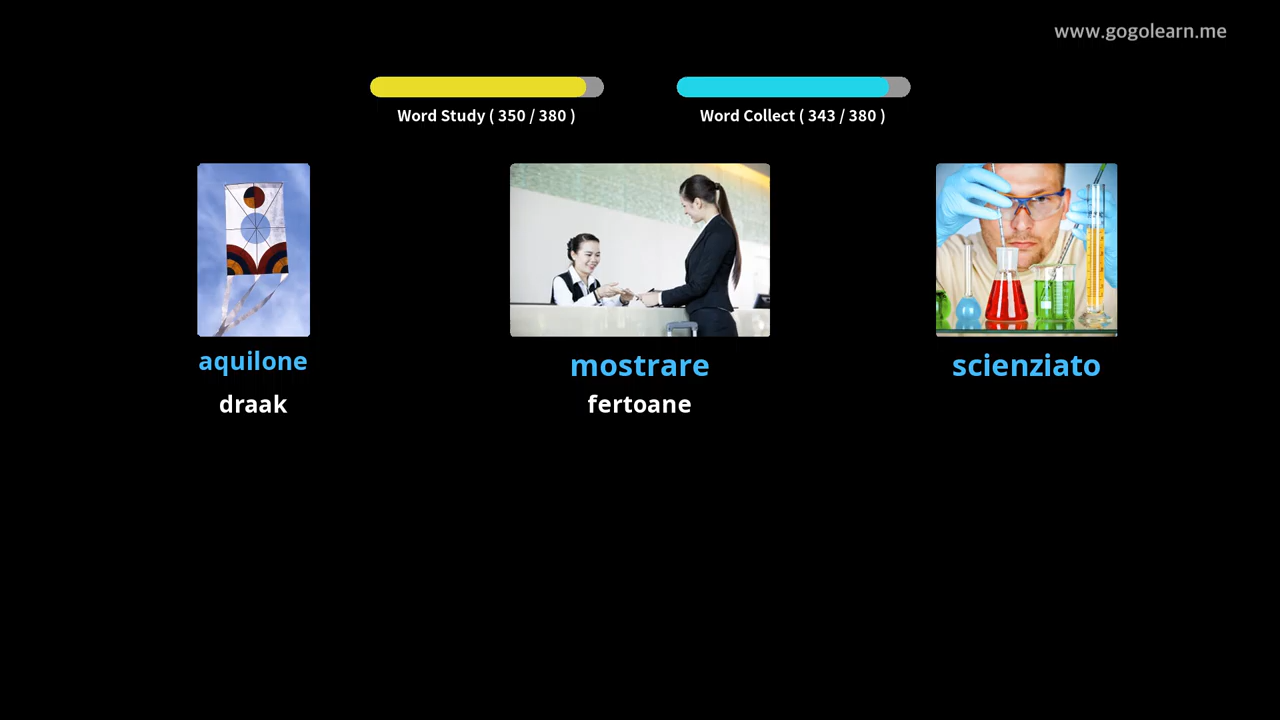 www.gogolearn.me
Word Study ( 350 / 380 )
Word Collect ( 343 / 380 )
aquilone
mostrare
scienziato
draak
fertoane